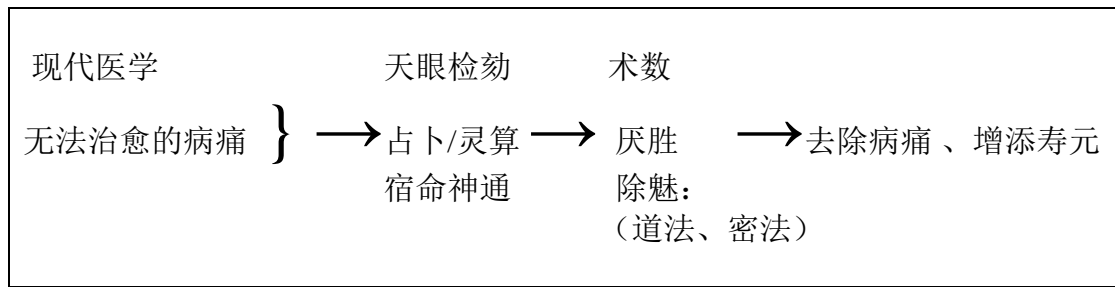 现代医学 天眼检劾 术数
无法治愈的病痛 } → 占卜/灵算 → 厌胜 → 去除病痛、增添寿元
宿命神通 除魅：
（道法、密法）